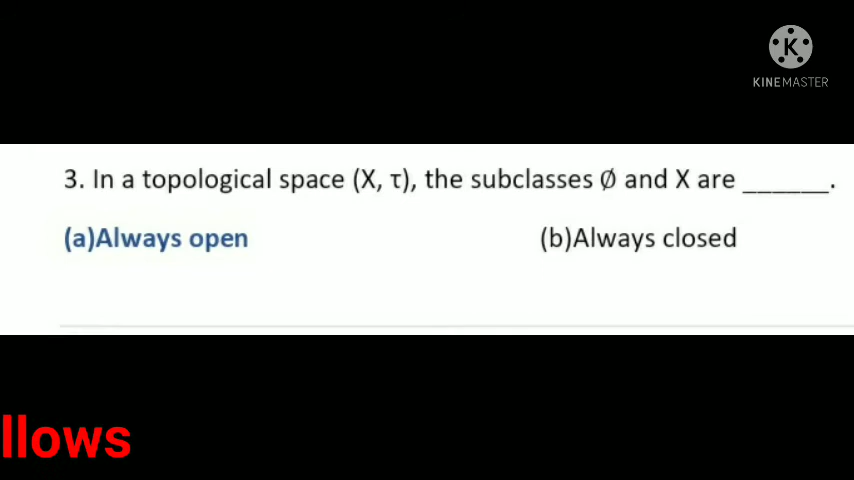 KINEMASTER
3. In a topological space (X, τ), the subclasses Ø and X are ______.
(a)Always open (b)Always closed
llows